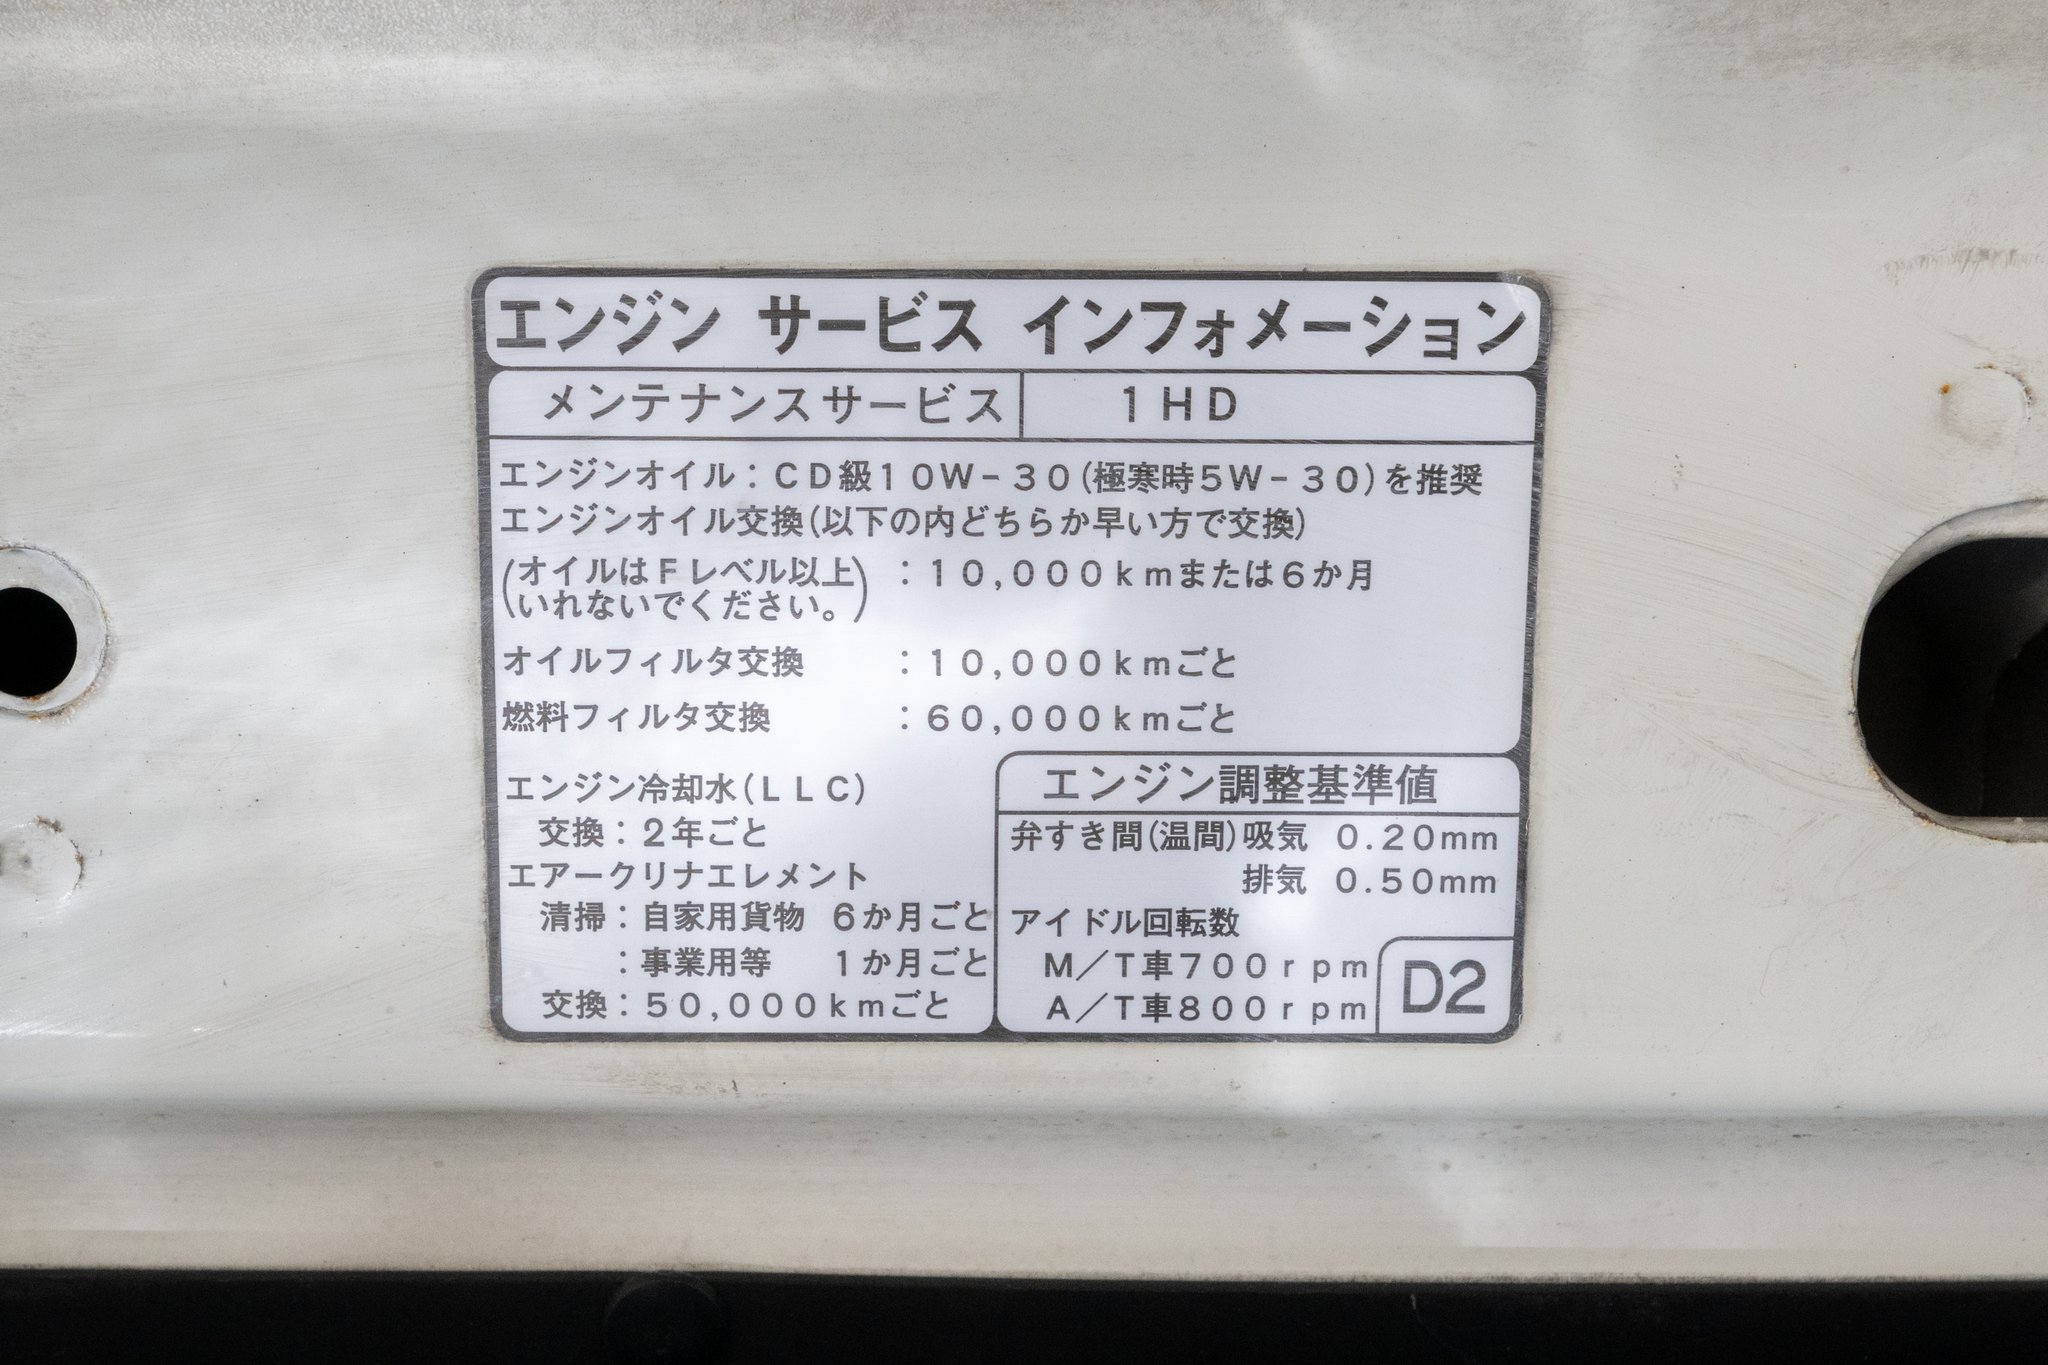 エンジン サービス インフォメーション
メンテナンスサービス 1HD
エンジンオイル：CD級10W-30(極寒時5W-30)を推奨
エンジンオイル交換(以下の内どちらか早い方で交換)
(オイルはFレベル以上
いれないでください。) ：10,000kmまたは6か月
オイルフィルタ交換 ：10,000kmごと
燃料フィルタ交換 ：60,000kmごと
エンジン冷却水(LLC)
交換：2年ごと
エアークリナエレメント
清掃：自家用貨物 6か月ごと
：事業用等 1か月ごと
交換：50,000kmごと
エンジン調整基準値
弁すき間(温間)吸気 0.20mm
排気 0.50mm
アイドル回転数
M／T車700rpm
A／T車800rpm
D2